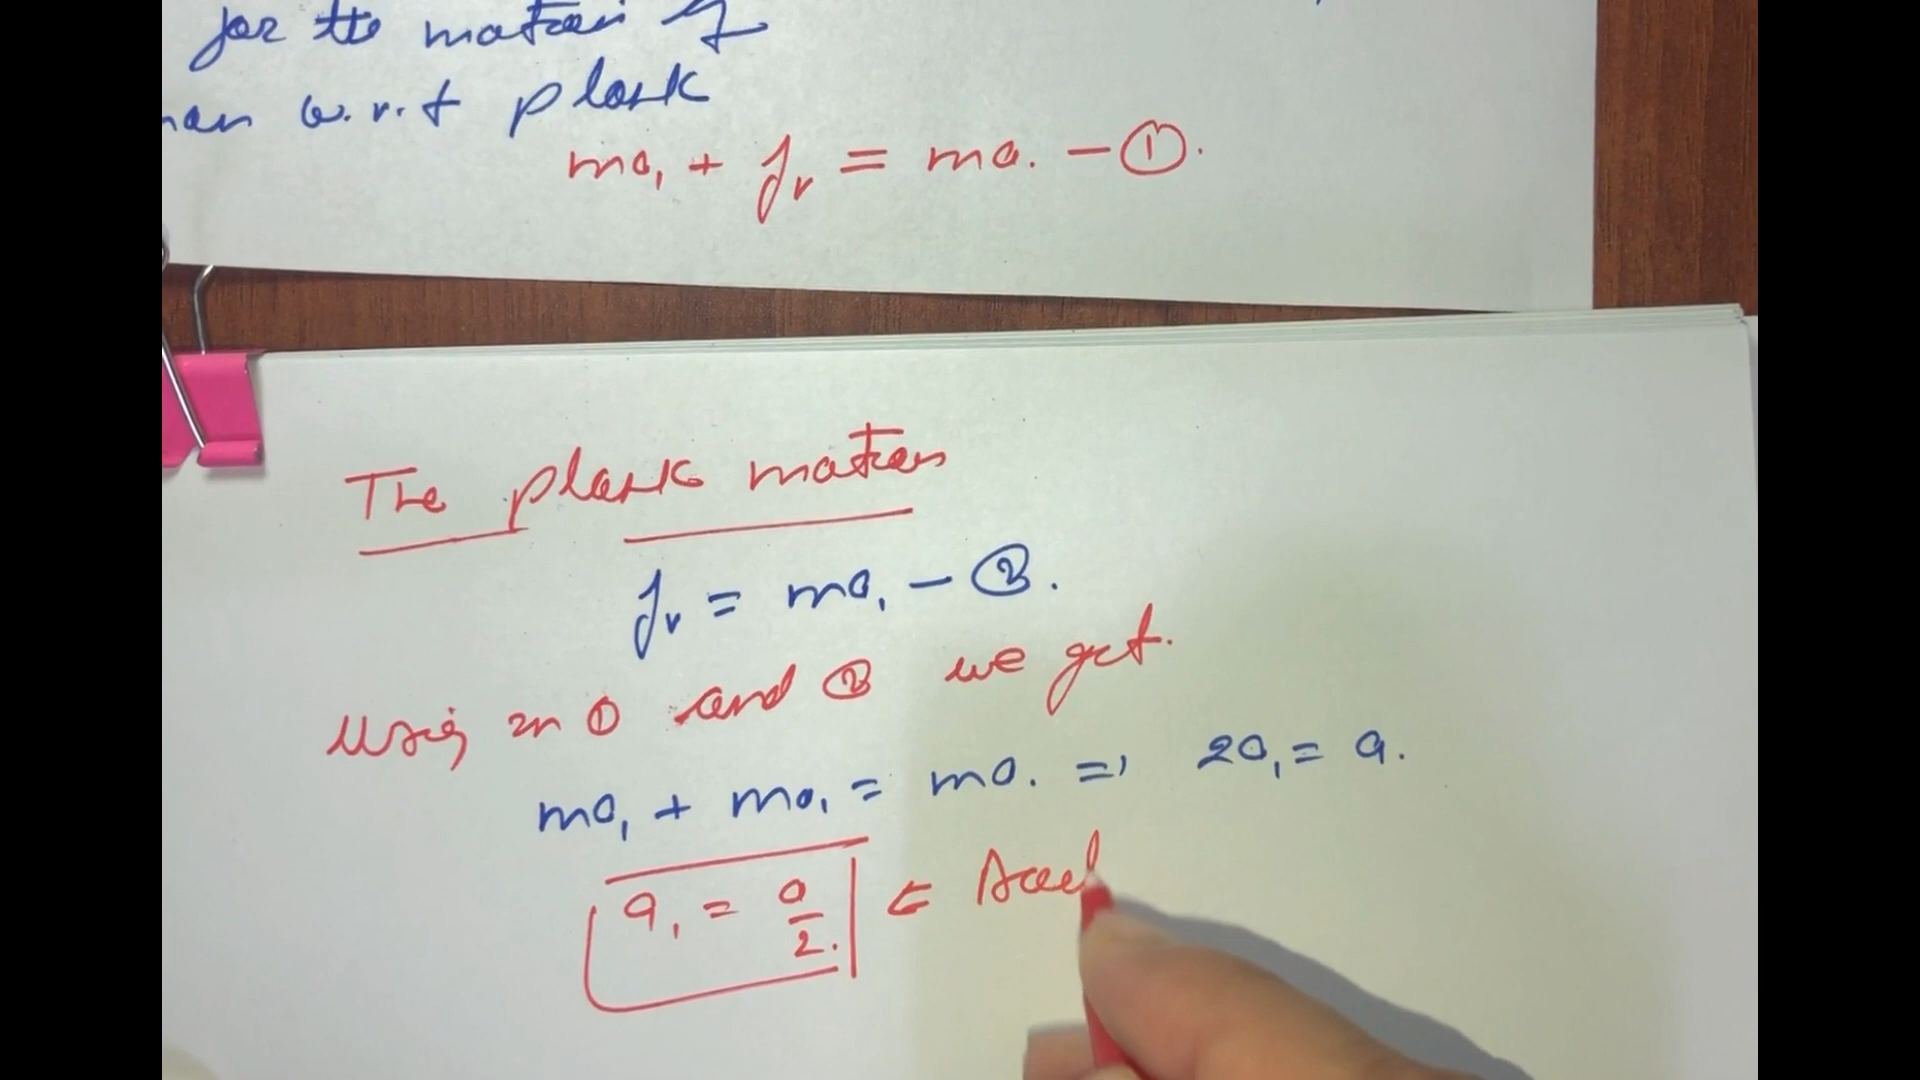 for the motion of
man w.r.t plank
ma₁ + fr = ma. - ①.
The plank motion
fr = ma₁ - ②.
Using in ① and ② we get.
ma₁ + ma₁ = ma. => 2a₁ = a.
a₁ = a/2. ⇐ Accl